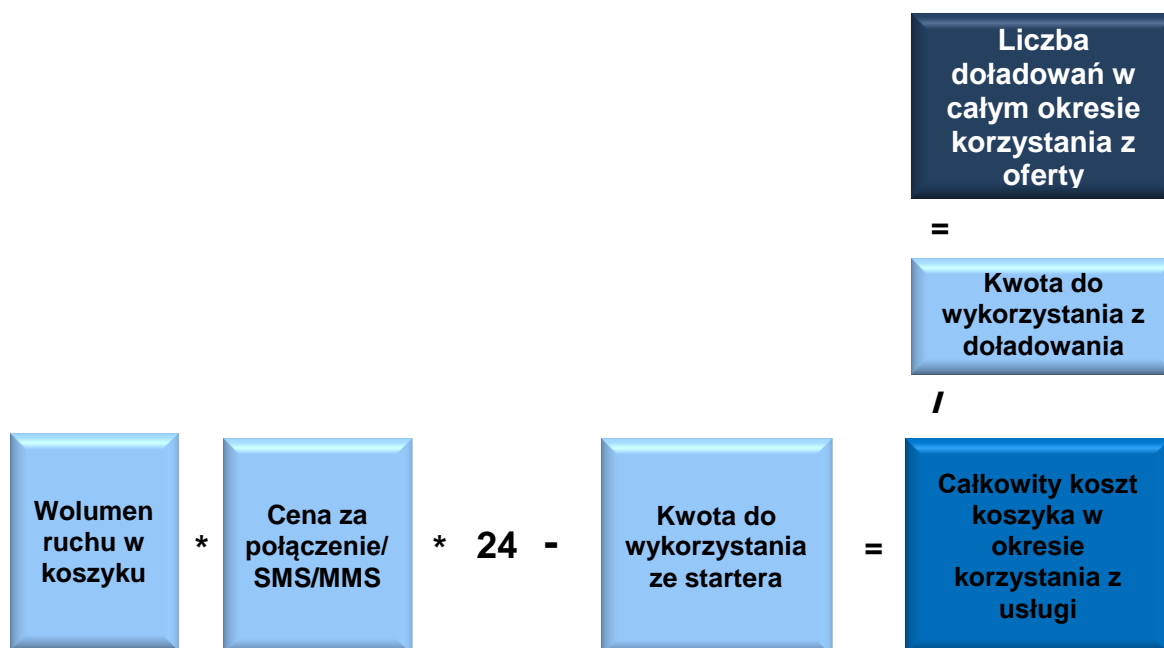 Liczba
doładowań w
całym okresie
korzystania z
oferty
=
Kwota do
wykorzystania z
doładowania
/
Wolumen
ruchu w
koszyku
*
Cena za
połączenie/
SMS/MMS
* 24 -
Kwota do
wykorzystania
ze startera
=
Całkowity koszt
koszyka w
okresie
korzystania z
usługi